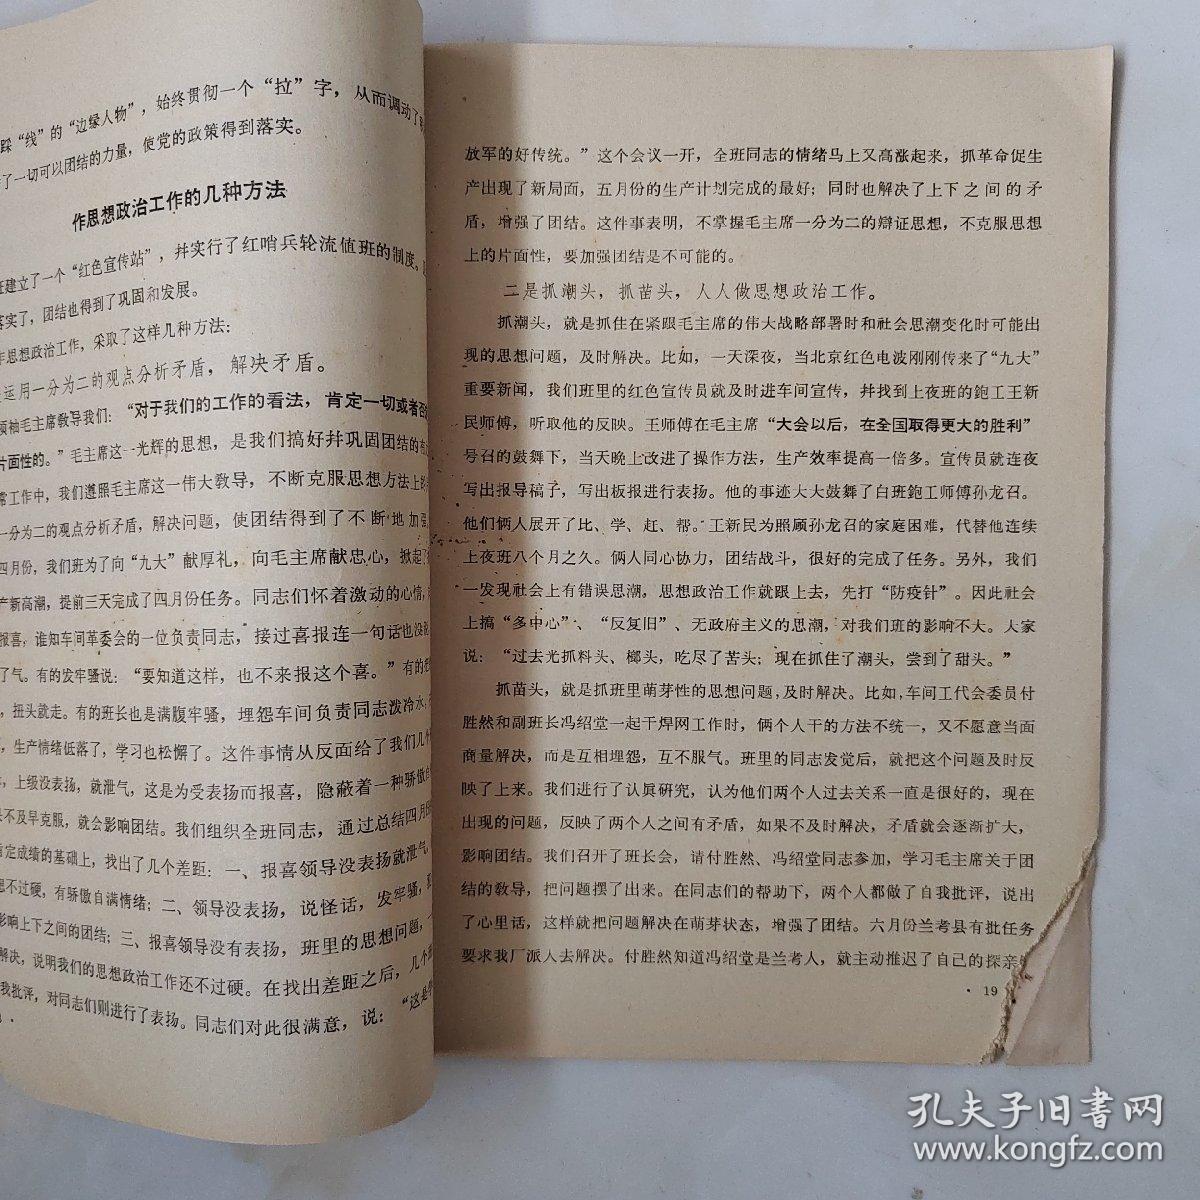 踩“线”的“边缘人物”，始终贯彻一个“拉”字，从而调动了
了一切可以团结的力量，使党的政策得到落实。
作思想政治工作的几种方法
班建立了一个“红色宣传站”，幷实行了红哨兵轮流值班的制度。
落实了，团结也得到了巩固和发展。
作思想政治工作，采取了这样几种方法：
运用一分为二的观点分析矛盾，解决矛盾。
领袖毛主席敎导我们：“对于我们的工作的看法，肯定一切或者否
片面性的。”毛主席这一光辉的思想，是我们搞好幷巩固团结的
常工作中，我们遵照毛主席这一伟大敎导，不断克服思想方法上
一分为二的观点分析矛盾，解决问题，使团结得到了不断地加强
四月份，我们班为了向“九大”献厚礼，向毛主席献忠心，掀起了
产新高潮，提前三天完成了四月份任务。同志们怀着激动的心情，
报喜，谁知车间革委会的一位负责同志，接过喜报连一句话也没
了气。有的发牢骚说：“要知道这样，也不来报这个喜。”有的
，扭头就走。有的班长也是满腹牢骚，埋怨车间负责同志泼冷水，
，生产情绪低落了，学习也松懈了。这件事情从反面给了我们几个
，上级没表扬，就泄气，这是为受表扬而报喜，隐蔽着一种骄傲自
不及早克服，就会影响团结。我们组织全班同志，通过总结四月份
肯定成绩的基础上，找出了几个差距：一、报喜领导没表扬就泄气，
思不过硬，有骄傲自满情绪；二、领导没表扬，说怪话，发牢骚，
影响上下之间的团结；三、报喜领导没有表扬，班里的思想问题，
解决，说明我们的思想政治工作还不过硬。在找出差距之后，几个
我批评，对同志们则进行了表扬。同志们对此很满意，说：“这是
放军的好传统。”这个会议一开，全班同志的情绪马上又高涨起来，抓革命促生
产出现了新局面，五月份的生产计划完成的最好；同时也解决了上下之间的矛
盾，增强了团结。这件事表明，不掌握毛主席一分为二的辩证思想，不克服思想
上的片面性，要加强团结是不可能的。
二是抓潮头，抓苗头，人人做思想政治工作。
抓潮头，就是抓住在紧跟毛主席的伟大战略部署时和社会思潮变化时可能出
现的思想问题，及时解决。比如，一天深夜，当北京红色电波刚刚传来了“九大”
重要新闻，我们班里的红色宣传员就及时进车间宣传，幷找到上夜班的鉋工王新
民师傅，听取他的反映。王师傅在毛主席“大会以后，在全国取得更大的胜利”
号召的鼓舞下，当天晚上改进了操作方法，生产效率提高一倍多。宣传员就连夜
写出报导稿子，写出板报进行表扬。他的事迹大大鼓舞了白班鉋工师傅孙龙召。
他们俩人展开了比、学、赶、帮。王新民为照顾孙龙召的家庭困难，代替他连续
上夜班八个月之久。俩人同心协力，团结战斗，很好的完成了任务。另外，我们
一发现社会上有错误思潮，思想政治工作就跟上去，先打“防疫针”。因此社会
上搞“多中心”、“反复旧”、无政府主义的思潮，对我们班的影响不大。大家
说：“过去光抓料头、榔头，吃尽了苦头；现在抓住了潮头，尝到了甜头。”
抓苗头，就是抓班里萌芽性的思想问题，及时解决。比如，车间工代会委员付
胜然和副班长冯绍堂一起干焊网工作时，俩个人干的方法不统一，又不愿意当面
商量解决，而是互相埋怨，互不服气。班里的同志发觉后，就把这个问题及时反
映了上来。我们进行了认眞研究，认为他们两个人过去关系一直是很好的，现在
出现的问题，反映了两个人之间有矛盾，如果不及时解决，矛盾就会逐渐扩大，
影响团结。我们召开了班长会，请付胜然、冯绍堂同志参加，学习毛主席关于团
结的敎导，把问题摆了出来。在同志们的帮助下，两个人都做了自我批评，说出
了心里话，这样就把问题解决在萌芽状态，增强了团结。六月份兰考县有批任务
要求我厂派人去解决。付胜然知道冯绍堂是兰考人，就主动推迟了自己的探亲
· 19
孔夫子旧書网
www.kongfz.com